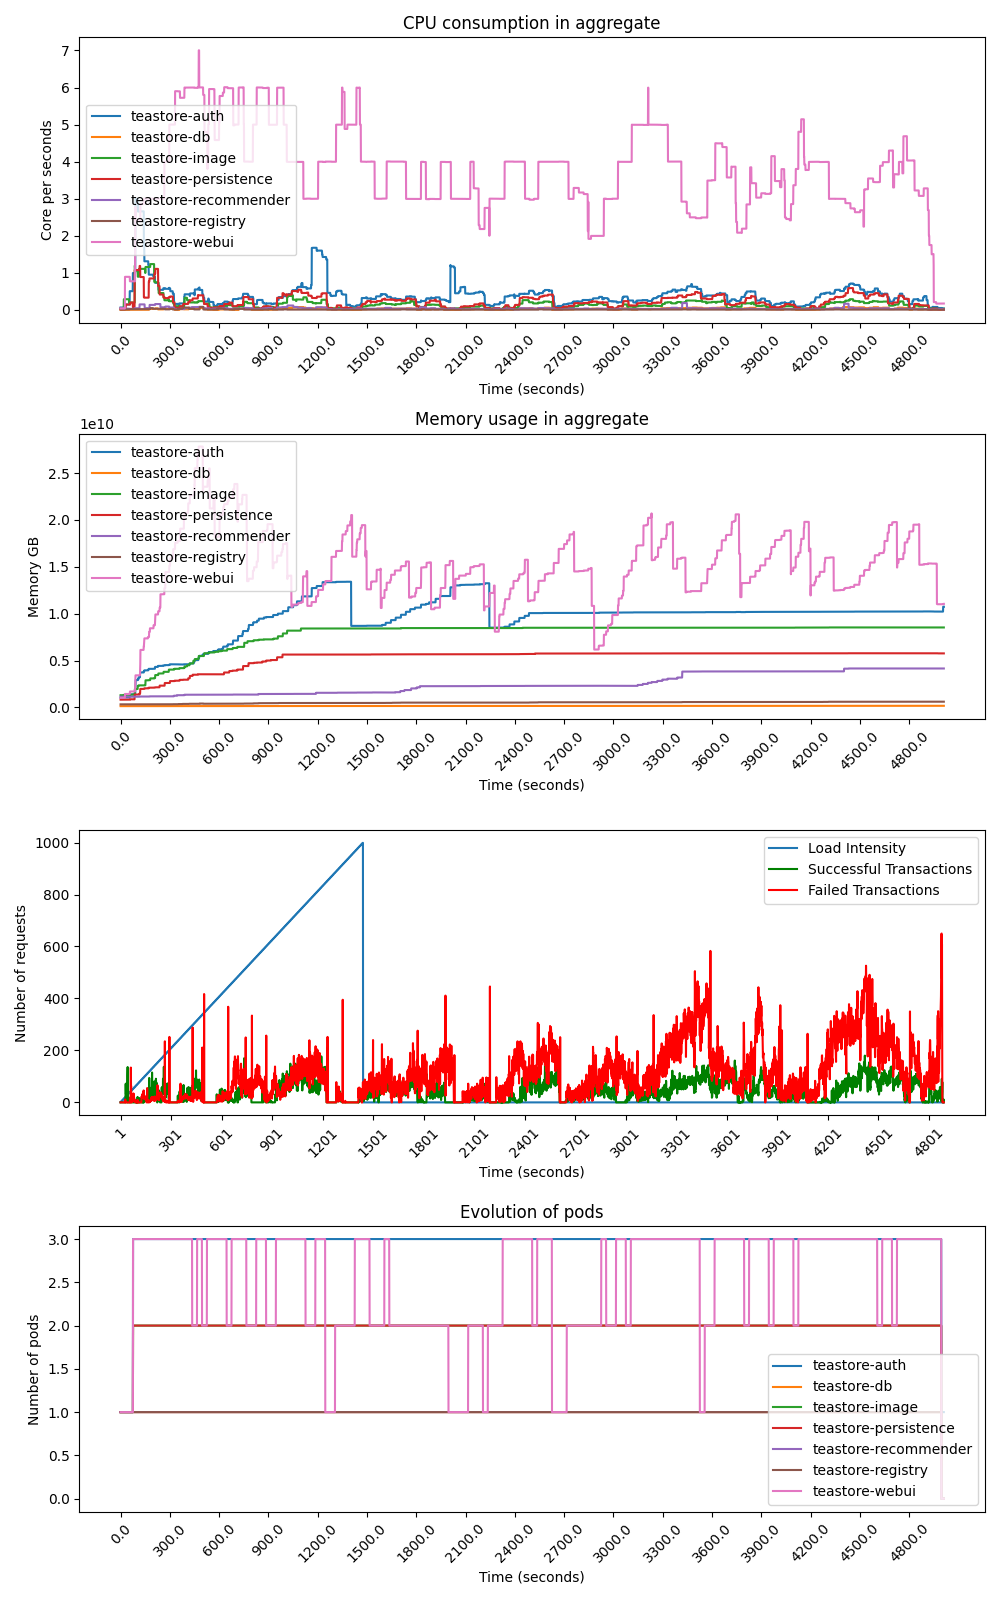 CPU consumption in aggregate
Core per seconds
7
6
5
4
3
2
1
0
teastore-auth
teastore-db
teastore-image
teastore-persistence
teastore-recommender
teastore-registry
teastore-webui
0.0 300.0 600.0 900.0 1200.0 1500.0 1800.0 2100.0 2400.0 2700.0 3000.0 3300.0 3600.0 3900.0 4200.0 4500.0 4800.0
Time (seconds)
Memory usage in aggregate
1e10
Memory GB
2.5
2.0
1.5
1.0
0.5
0.0
teastore-auth
teastore-db
teastore-image
teastore-persistence
teastore-recommender
teastore-registry
teastore-webui
0.0 300.0 600.0 900.0 1200.0 1500.0 1800.0 2100.0 2400.0 2700.0 3000.0 3300.0 3600.0 3900.0 4200.0 4500.0 4800.0
Time (seconds)
Number of requests
1000
800
600
400
200
0
Load Intensity
Successful Transactions
Failed Transactions
1 301 601 901 1201 1501 1801 2101 2401 2701 3001 3301 3601 3901 4201 4501 4801
Time (seconds)
Evolution of pods
Number of pods
3.0
2.5
2.0
1.5
1.0
0.5
0.0
teastore-auth
teastore-db
teastore-image
teastore-persistence
teastore-recommender
teastore-registry
teastore-webui
0.0 300.0 600.0 900.0 1200.0 1500.0 1800.0 2100.0 2400.0 2700.0 3000.0 3300.0 3600.0 3900.0 4200.0 4500.0 4800.0
Time (seconds)